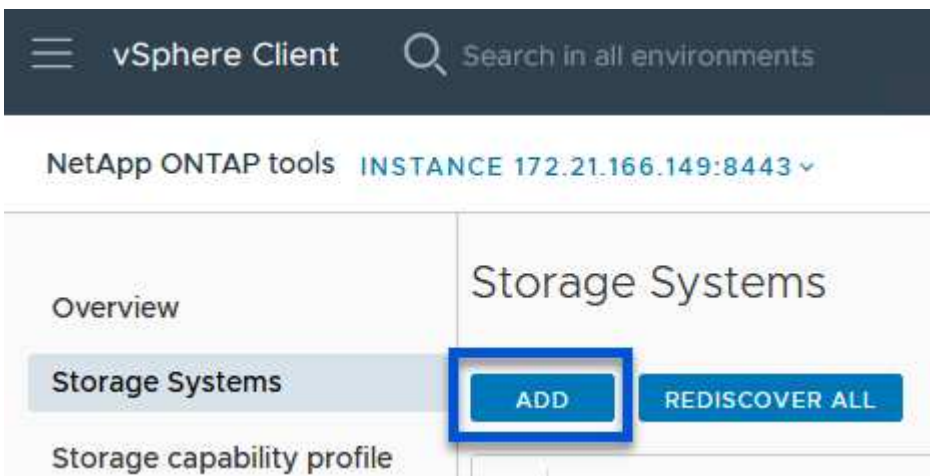 vSphere Client
Search in all environments
NetApp ONTAP tools INSTANCE 172.21.166.149:8443
Overview
Storage Systems
Storage capability profile
Storage Systems
ADD
REDISCOVER ALL